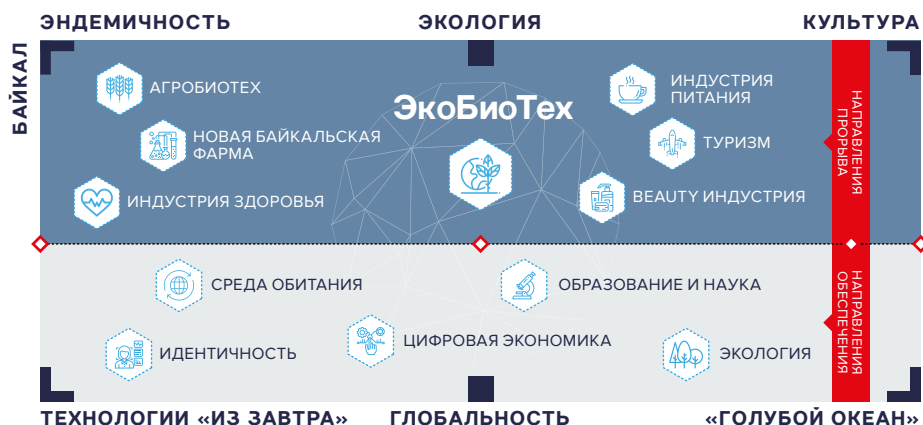 ЭНДЕМИЧНОСТЬ
ЭКОЛОГИЯ
КУЛЬТУРА
БАЙКАЛ
АГРОБИОТЕХ
НОВАЯ БАЙКАЛЬСКАЯ
ФАРМА
ИНДУСТРИЯ ЗДОРОВЬЯ
ЭкоБиоТех
ИНДУСТРИЯ
ПИТАНИЯ
ТУРИЗМ
BEAUTY ИНДУСТРИЯ
НАПРАВЛЕНИЯ
ПРОРЫВА
СРЕДА ОБИТАНИЯ
ОБРАЗОВАНИЕ И НАУКА
ИДЕНТИЧНОСТЬ
ЦИФРОВАЯ ЭКОНОМИКА
ЭКОЛОГИЯ
НАПРАВЛЕНИЯ
ОБЕСПЕЧЕНИЯ
ТЕХНОЛОГИИ «ИЗ ЗАВТРА»
ГЛОБАЛЬНОСТЬ
«ГОЛУБОЙ ОКЕАН»